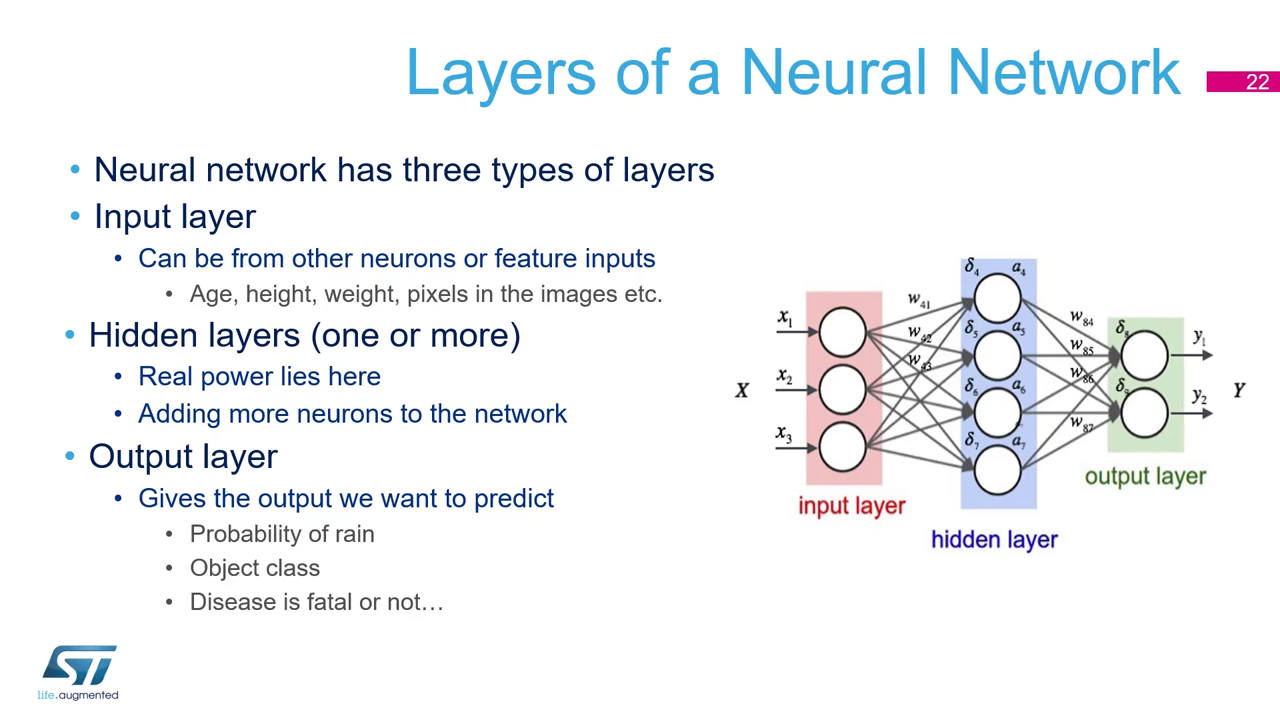 Layers of a Neural Network
22
• Neural network has three types of layers
• Input layer
• Can be from other neurons or feature inputs
• Age, height, weight, pixels in the images etc.
• Hidden layers (one or more)
• Real power lies here
• Adding more neurons to the network
• Output layer
• Gives the output we want to predict
• Probability of rain
• Object class
• Disease is fatal or not…
X
x1
x2
x3
input layer
w41
w42
w43
δ4 a4
δ5 a5
δ6 a6
δ7 a7
hidden layer
w84
w85
w86
w87
δ8
δ9
output layer
y1
y2
Y
ST
life.augmented